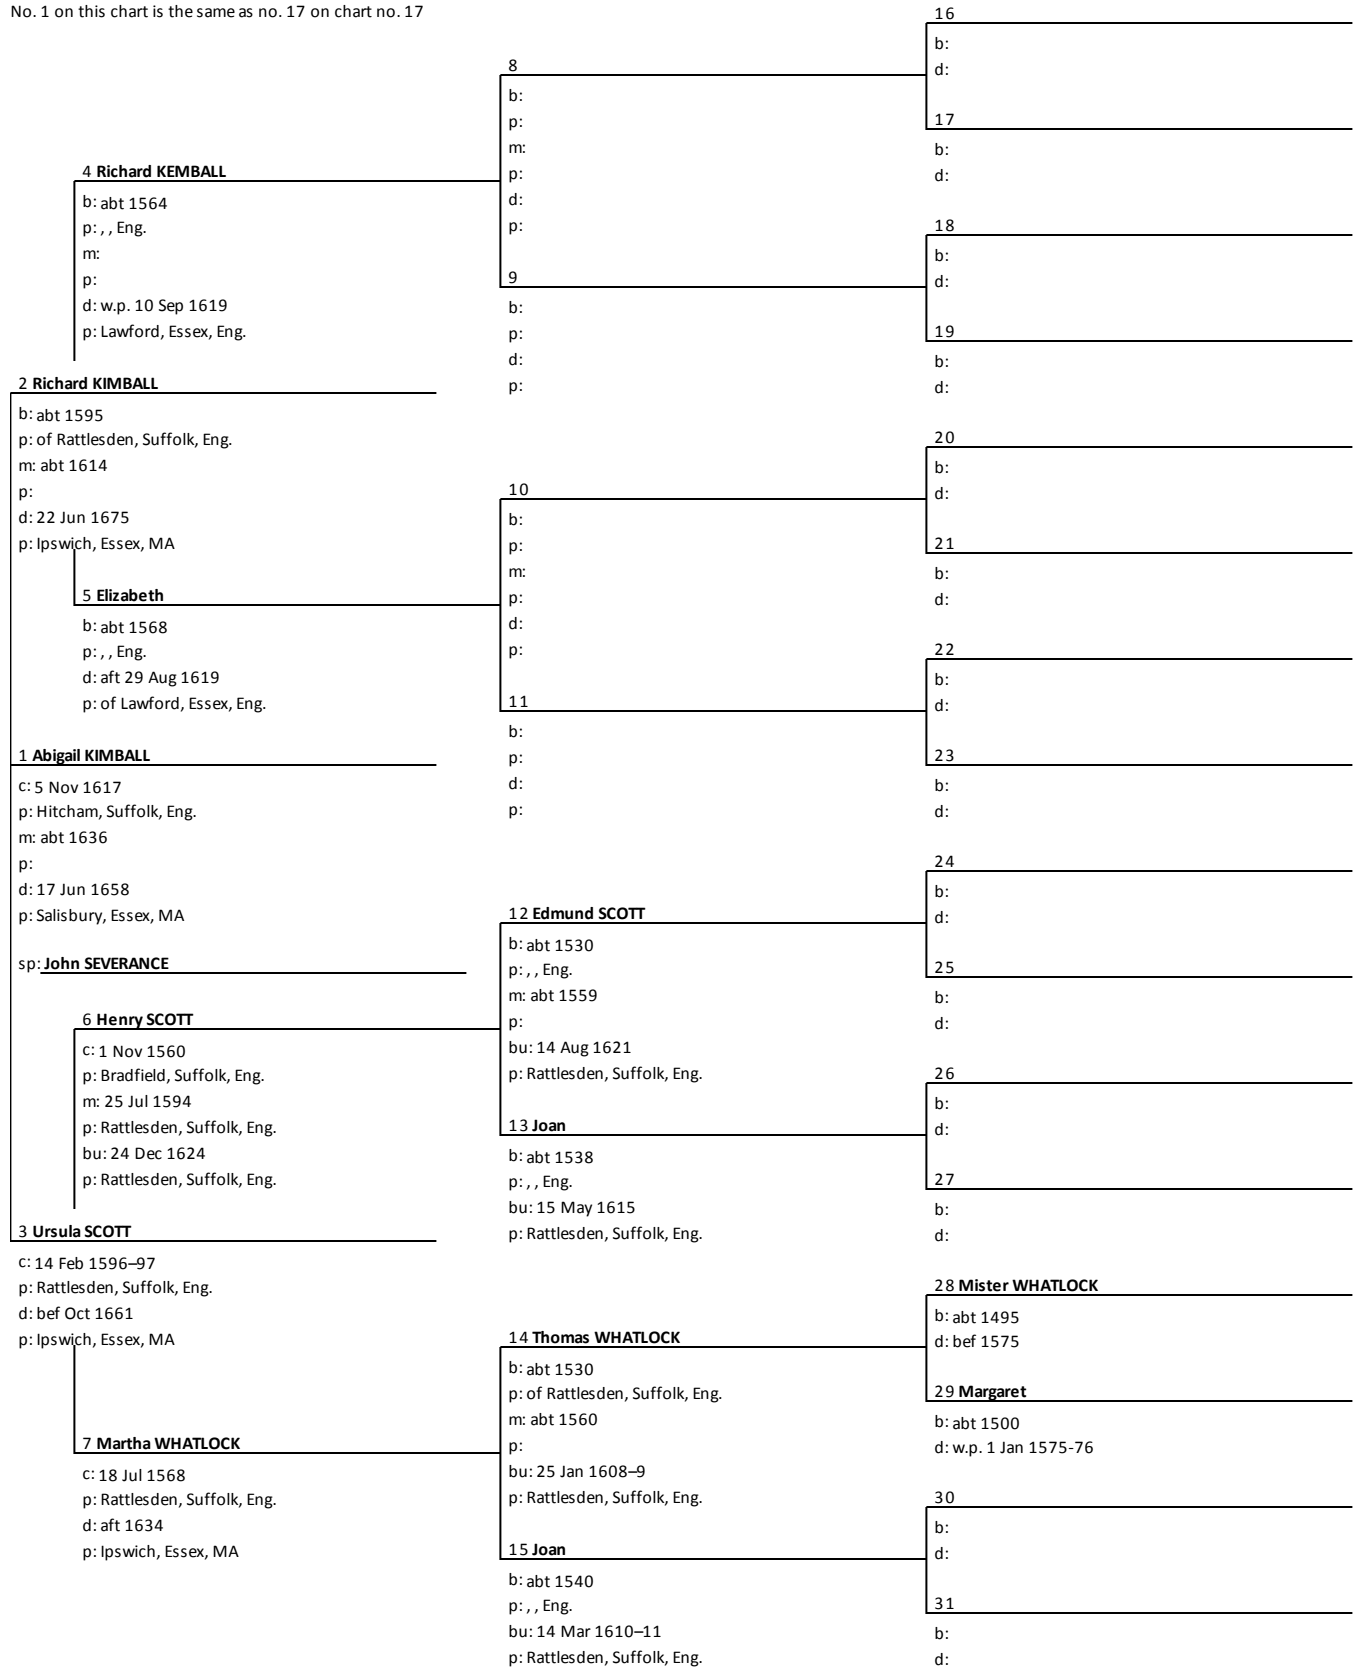 No. 1 on this chart is the same as no. 17 on chart no. 17
4 Richard KEMBALL
b: abt 1564
p: , , Eng.
m:
p:
d: w.p. 10 Sep 1619
p: Lawford, Essex, Eng.
2 Richard KIMBALL
b: abt 1595
p: of Rattlesden, Suffolk, Eng.
m: abt 1614
p:
d: 22 Jun 1675
p: Ipswich, Essex, MA
5 Elizabeth
b: abt 1568
p: , , Eng.
d: aft 29 Aug 1619
p: of Lawford, Essex, Eng.
1 Abigail KIMBALL
c: 5 Nov 1617
p: Hitcham, Suffolk, Eng.
m: abt 1636
p:
d: 17 Jun 1658
p: Salisbury, Essex, MA
sp: John SEVERANCE
6 Henry SCOTT
c: 1 Nov 1560
p: Bradfield, Suffolk, Eng.
m: 25 Jul 1594
p: Rattlesden, Suffolk, Eng.
bu: 24 Dec 1624
p: Rattlesden, Suffolk, Eng.
3 Ursula SCOTT
c: 14 Feb 1596–97
p: Rattlesden, Suffolk, Eng.
d: bef Oct 1661
p: Ipswich, Essex, MA
7 Martha WHATLOCK
c: 18 Jul 1568
p: Rattlesden, Suffolk, Eng.
d: aft 1634
p: Ipswich, Essex, MA
8
b:
p:
m:
p:
d:
p:
9
b:
p:
d:
p:
10
b:
p:
m:
p:
d:
p:
11
b:
p:
d:
p:
12 Edmund SCOTT
b: abt 1530
p: , , Eng.
m: abt 1559
p:
bu: 14 Aug 1621
p: Rattlesden, Suffolk, Eng.
13 Joan
b: abt 1538
p: , , Eng.
bu: 15 May 1615
p: Rattlesden, Suffolk, Eng.
14 Thomas WHATLOCK
b: abt 1530
p: of Rattlesden, Suffolk, Eng.
m: abt 1560
p:
bu: 25 Jan 1608–9
p: Rattlesden, Suffolk, Eng.
15 Joan
b: abt 1540
p: , , Eng.
bu: 14 Mar 1610–11
p: Rattlesden, Suffolk, Eng.
16
b:
d:
17
b:
d:
18
b:
d:
19
b:
d:
20
b:
d:
21
b:
d:
22
b:
d:
23
b:
d:
24
b:
d:
25
b:
d:
26
b:
d:
27
b:
d:
28 Mister WHATLOCK
b: abt 1495
d: bef 1575
29 Margaret
b: abt 1500
d: w.p. 1 Jan 1575-76
30
b:
d:
31
b:
d: